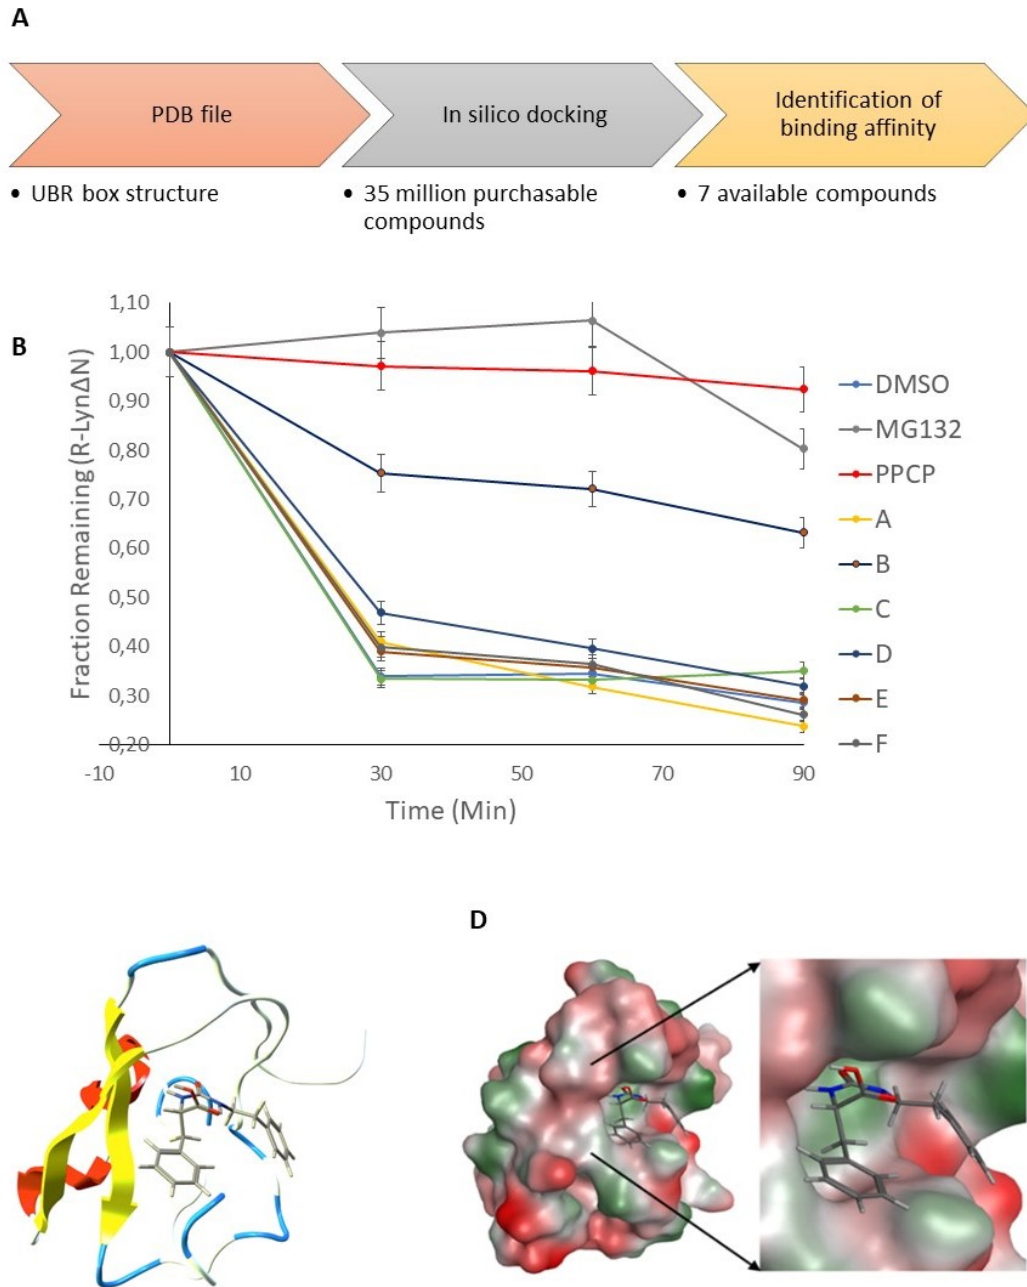 A
PDB file
In silico docking
Identification of
binding affinity
• UBR box structure
• 35 million purchasable
compounds
• 7 available compounds
B
Fraction Remaining (R-LynΔN)
1,10
1,00
0,90
0,80
0,70
0,60
0,50
0,40
0,30
0,20
-10
10
30
50
70
90
Time (Min)
DMSO
MG132
PPCP
A
B
C
D
E
F
D